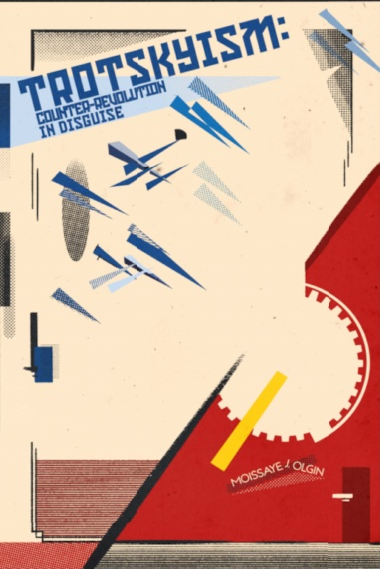 TROTSKYISM:
COUNTER-REVOLUTION
IN DISGUISE
MOISSAYE J. OLGIN